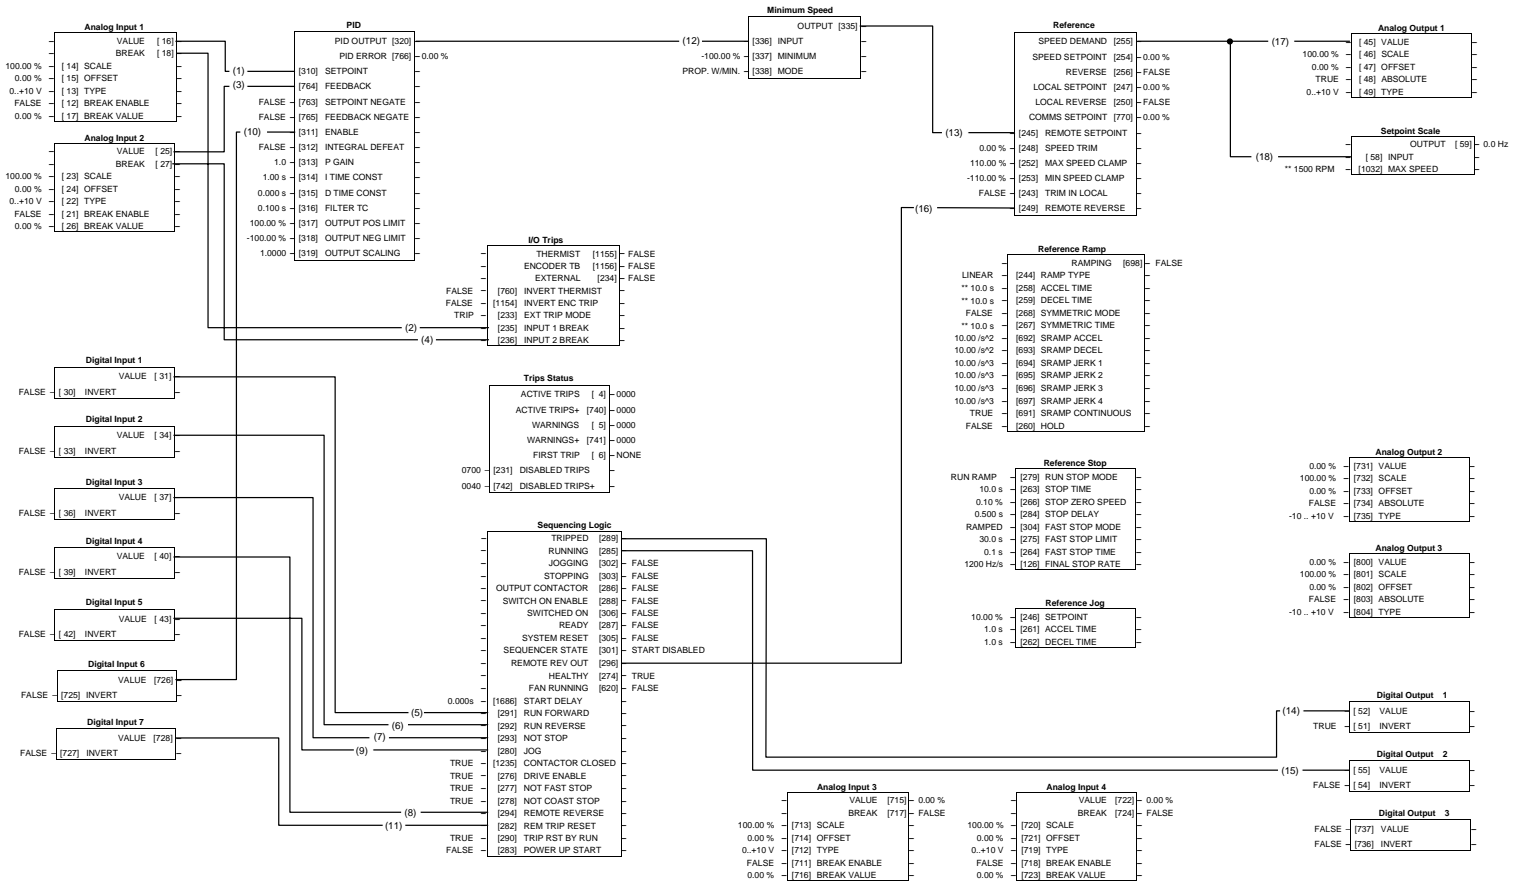 Analog Input 1
VALUE [ 16]
BREAK [ 18]
100.00 % [ 14] SCALE
0.00 % [ 15] OFFSET
0..+10 V [ 13] TYPE
FALSE [ 12] BREAK ENABLE
0.00 % [ 17] BREAK VALUE
Analog Input 2
VALUE [ 25]
BREAK [ 27]
100.00 % [ 23] SCALE
0.00 % [ 24] OFFSET
0..+10 V [ 22] TYPE
FALSE [ 21] BREAK ENABLE
0.00 % [ 26] BREAK VALUE
(1)
(3)
(10)
PID
PID OUTPUT [320]
PID ERROR [766] 0.00 %
[310] SETPOINT
[764] FEEDBACK
FALSE [763] SETPOINT NEGATE
FALSE [765] FEEDBACK NEGATE
[311] ENABLE
FALSE [312] INTEGRAL DEFEAT
1.0 [313] P GAIN
1.00 s [314] I TIME CONST
0.000 s [315] D TIME CONST
0.100 s [316] FILTER TC
100.00 % [317] OUTPUT POS LIMIT
-100.00 % [318] OUTPUT NEG LIMIT
1.0000 [319] OUTPUT SCALING
Minimum Speed
OUTPUT [335]
(12) [336] INPUT
-100.00 % [337] MINIMUM
PROP. W/MIN. [338] MODE
Reference
SPEED DEMAND [255]
SPEED SETPOINT [254] 0.00 %
REVERSE [256] FALSE
LOCAL SETPOINT [247] 0.00 %
LOCAL REVERSE [250] FALSE
COMMS SETPOINT [770] 0.00 %
(13) [245] REMOTE SETPOINT
0.00 % [248] SPEED TRIM
110.00 % [252] MAX SPEED CLAMP
-110.00 % [253] MIN SPEED CLAMP
FALSE [243] TRIM IN LOCAL
(16) [249] REMOTE REVERSE
Analog Output 1
(17) [ 45] VALUE
100.00 % [ 46] SCALE
0.00 % [ 47] OFFSET
TRUE [ 48] ABSOLUTE
0..+10 V [ 49] TYPE
Setpoint Scale
OUTPUT [ 59] 0.0 Hz
(18) [ 58] INPUT
** 1500 RPM [1032] MAX SPEED
I/O Trips
THERMIST [1155] FALSE
ENCODER TB [1156] FALSE
EXTERNAL [234] FALSE
FALSE [760] INVERT THERMIST
FALSE [1154] INVERT ENC TRIP
TRIP [233] EXT TRIP MODE
(2) [235] INPUT 1 BREAK
(4) [236] INPUT 2 BREAK
Reference Ramp
RAMPING [698] FALSE
LINEAR [244] RAMP TYPE
** 10.0 s [258] ACCEL TIME
** 10.0 s [259] DECEL TIME
FALSE [268] SYMMETRIC MODE
** 10.0 s [267] SYMMETRIC TIME
10.00 /s^2 [692] SRAMP ACCEL
10.00 /s^2 [693] SRAMP DECEL
10.00 /s^3 [694] SRAMP JERK 1
10.00 /s^3 [695] SRAMP JERK 2
10.00 /s^3 [696] SRAMP JERK 3
10.00 /s^3 [697] SRAMP JERK 4
TRUE [691] SRAMP CONTINUOUS
FALSE [260] HOLD
Digital Input 1
VALUE [ 31]
FALSE [ 30] INVERT
Digital Input 2
VALUE [ 34]
FALSE [ 33] INVERT
Digital Input 3
VALUE [ 37]
FALSE [ 36] INVERT
Digital Input 4
VALUE [ 40]
FALSE [ 39] INVERT
Digital Input 5
VALUE [ 43]
FALSE [ 42] INVERT
Digital Input 6
VALUE [726]
FALSE [725] INVERT
Digital Input 7
VALUE [728]
FALSE [727] INVERT
Trips Status
ACTIVE TRIPS [ 4] 0000
ACTIVE TRIPS+ [740] 0000
WARNINGS [ 5] 0000
WARNINGS+ [741] 0000
FIRST TRIP [ 6] NONE
0700 [231] DISABLED TRIPS
0040 [742] DISABLED TRIPS+
Sequencing Logic
TRIPPED [289]
RUNNING [285]
JOGGING [302] FALSE
STOPPING [303] FALSE
OUTPUT CONTACTOR [286] FALSE
SWITCH ON ENABLE [288] FALSE
SWITCHED ON [306] FALSE
READY [287] FALSE
SYSTEM RESET [305] FALSE
SEQUENCER STATE [301] START DISABLED
REMOTE REV OUT [296]
HEALTHY [274] TRUE
FAN RUNNING [620] FALSE
0.000s [1686] START DELAY
(5) [291] RUN FORWARD
(6) [292] RUN REVERSE
(7) [293] NOT STOP
(9) [280] JOG
TRUE [1235] CONTACTOR CLOSED
TRUE [276] DRIVE ENABLE
TRUE [277] NOT FAST STOP
TRUE [278] NOT COAST STOP
(8) [294] REMOTE REVERSE
(11) [282] REM TRIP RESET
TRUE [290] TRIP RST BY RUN
FALSE [283] POWER UP START
Reference Stop
RUN RAMP [279] RUN STOP MODE
10.0 s [263] STOP TIME
0.10 % [266] STOP ZERO SPEED
0.500 s [284] STOP DELAY
RAMPED [304] FAST STOP MODE
30.0 s [275] FAST STOP LIMIT
0.1 s [264] FAST STOP TIME
1200 Hz/s [126] FINAL STOP RATE
Reference Jog
10.00 % [246] SETPOINT
1.0 s [261] ACCEL TIME
1.0 s [262] DECEL TIME
Analog Output 2
0.00 % [731] VALUE
100.00 % [732] SCALE
0.00 % [733] OFFSET
FALSE [734] ABSOLUTE
-10 .. +10 V [735] TYPE
Analog Output 3
0.00 % [800] VALUE
100.00 % [801] SCALE
0.00 % [802] OFFSET
FALSE [803] ABSOLUTE
-10 .. +10 V [804] TYPE
Digital Output 1
(14) [ 52] VALUE
TRUE [ 51] INVERT
Digital Output 2
(15) [ 55] VALUE
FALSE [ 54] INVERT
Digital Output 3
FALSE [737] VALUE
FALSE [736] INVERT
Analog Input 3
VALUE [715] 0.00 %
BREAK [717] FALSE
100.00 % [713] SCALE
0.00 % [714] OFFSET
0..+10 V [712] TYPE
FALSE [711] BREAK ENABLE
0.00 % [716] BREAK VALUE
Analog Input 4
VALUE [722] 0.00 %
BREAK [724] FALSE
100.00 % [720] SCALE
0.00 % [721] OFFSET
0..+10 V [719] TYPE
FALSE [718] BREAK ENABLE
0.00 % [723] BREAK VALUE